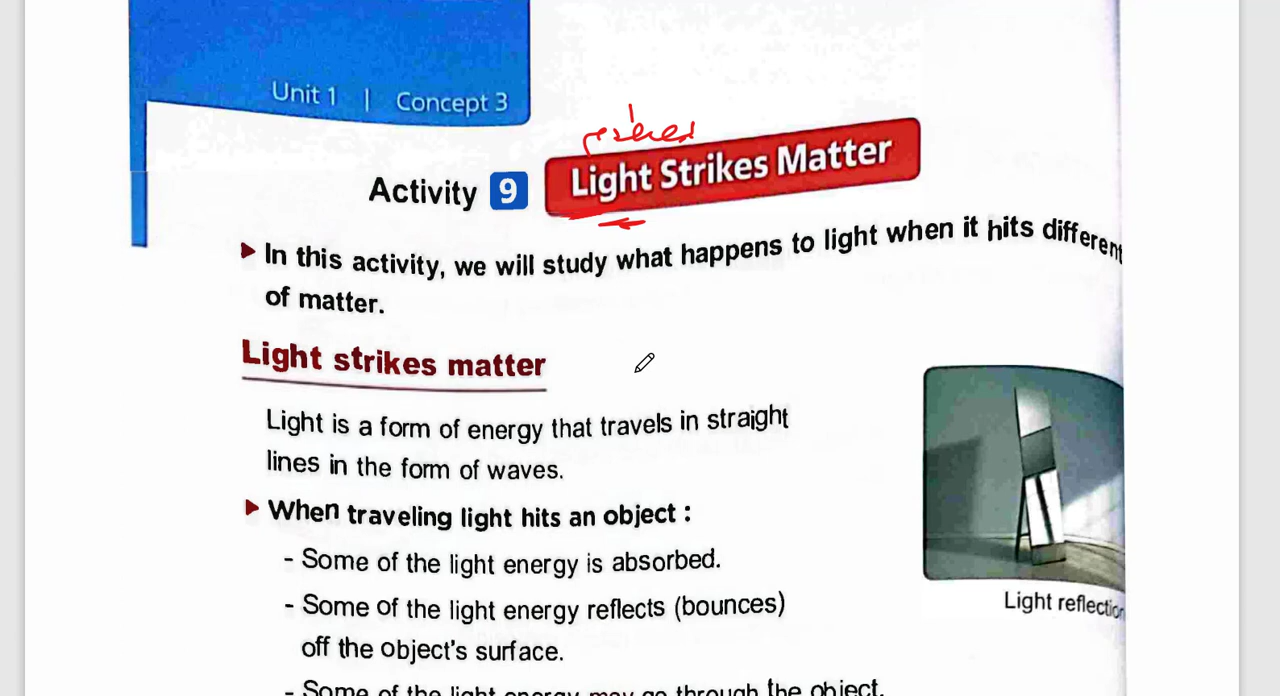 Unit 1 | Concept 3
Activity 9 Light Strikes Matter
In this activity, we will study what happens to light when it hits different
of matter.
Light strikes matter
Light is a form of energy that travels in straight
lines in the form of waves.
When traveling light hits an object :
- Some of the light energy is absorbed.
- Some of the light energy reflects (bounces)
off the object's surface.
Light reflection
- Some of the light energy may go through the object.